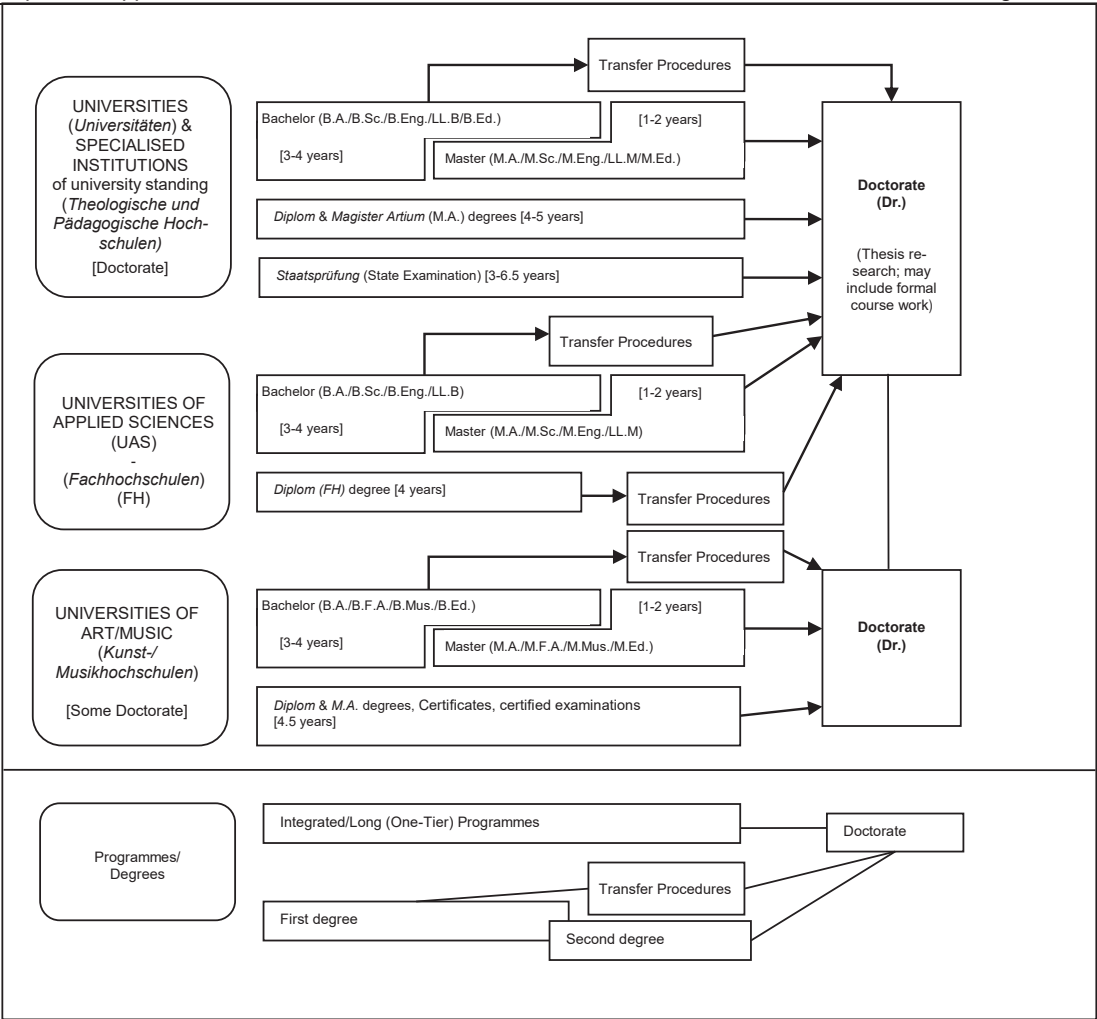 Transfer Procedures
UNIVERSITIES
(Universitäten) &
SPECIALISED
INSTITUTIONS
of university standing
(Theologische und
Pädagogische Hoch-
schulen)
[Doctorate]
Bachelor (B.A./B.Sc./B.Eng./LL.B/B.Ed.)
[3-4 years]
[1-2 years]
Master (M.A./M.Sc./M.Eng./LL.M/M.Ed.)
Diplom & Magister Artium (M.A.) degrees [4-5 years]
Staatsprüfung (State Examination) [3-6.5 years]
Doctorate
(Dr.)
(Thesis re-
search; may
include formal
course work)
UNIVERSITIES OF
APPLIED SCIENCES
(UAS)
-
(Fachhochschulen)
(FH)
Transfer Procedures
Bachelor (B.A./B.Sc./B.Eng./LL.B)
[3-4 years]
[1-2 years]
Master (M.A./M.Sc./M.Eng./LL.M)
Diplom (FH) degree [4 years]
Transfer Procedures
UNIVERSITIES OF
ART/MUSIC
(Kunst-/
Musikhochschulen)
[Some Doctorate]
Transfer Procedures
Bachelor (B.A./B.F.A./B.Mus./B.Ed.)
[3-4 years]
[1-2 years]
Master (M.A./M.F.A./M.Mus./M.Ed.)
Diplom & M.A. degrees, Certificates, certified examinations
[4.5 years]
Doctorate
(Dr.)
Programmes/
Degrees
Integrated/Long (One-Tier) Programmes
Doctorate
Transfer Procedures
First degree
Second degree